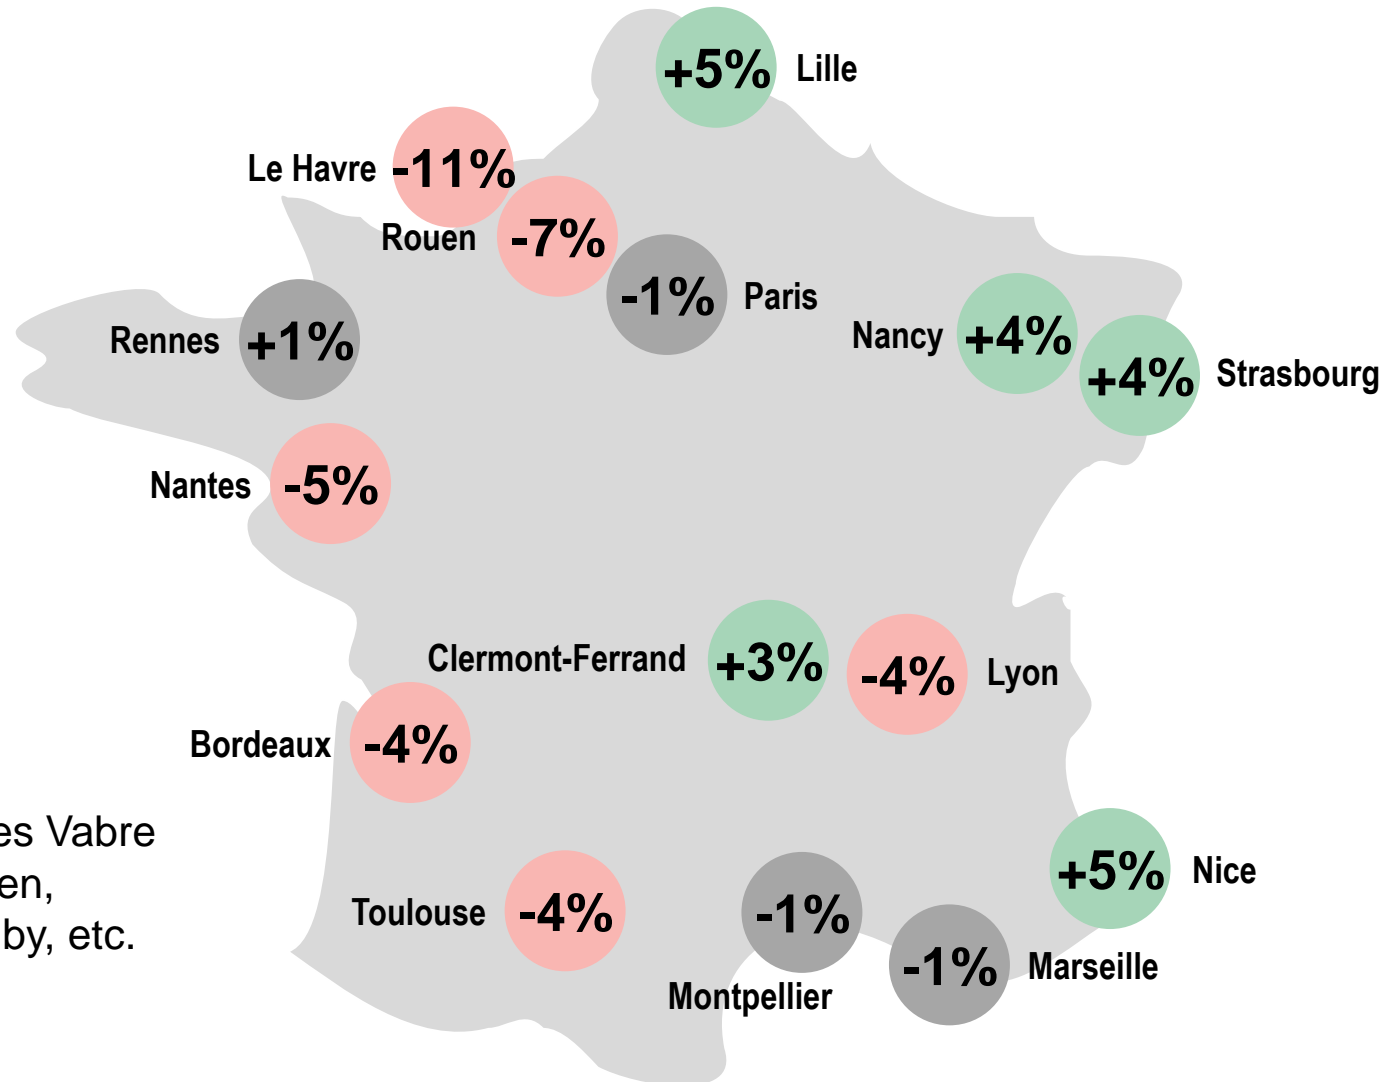 +5% Lille
Le Havre -11%
Rouen -7%
-1% Paris
Rennes +1%
Nancy +4%
+4% Strasbourg
Nantes -5%
Clermont-Ferrand +3%
-4% Lyon
Bordeaux -4%
es Vabre
en,
by, etc.
+5% Nice
Toulouse -4%
-1%
Montpellier
-1% Marseille